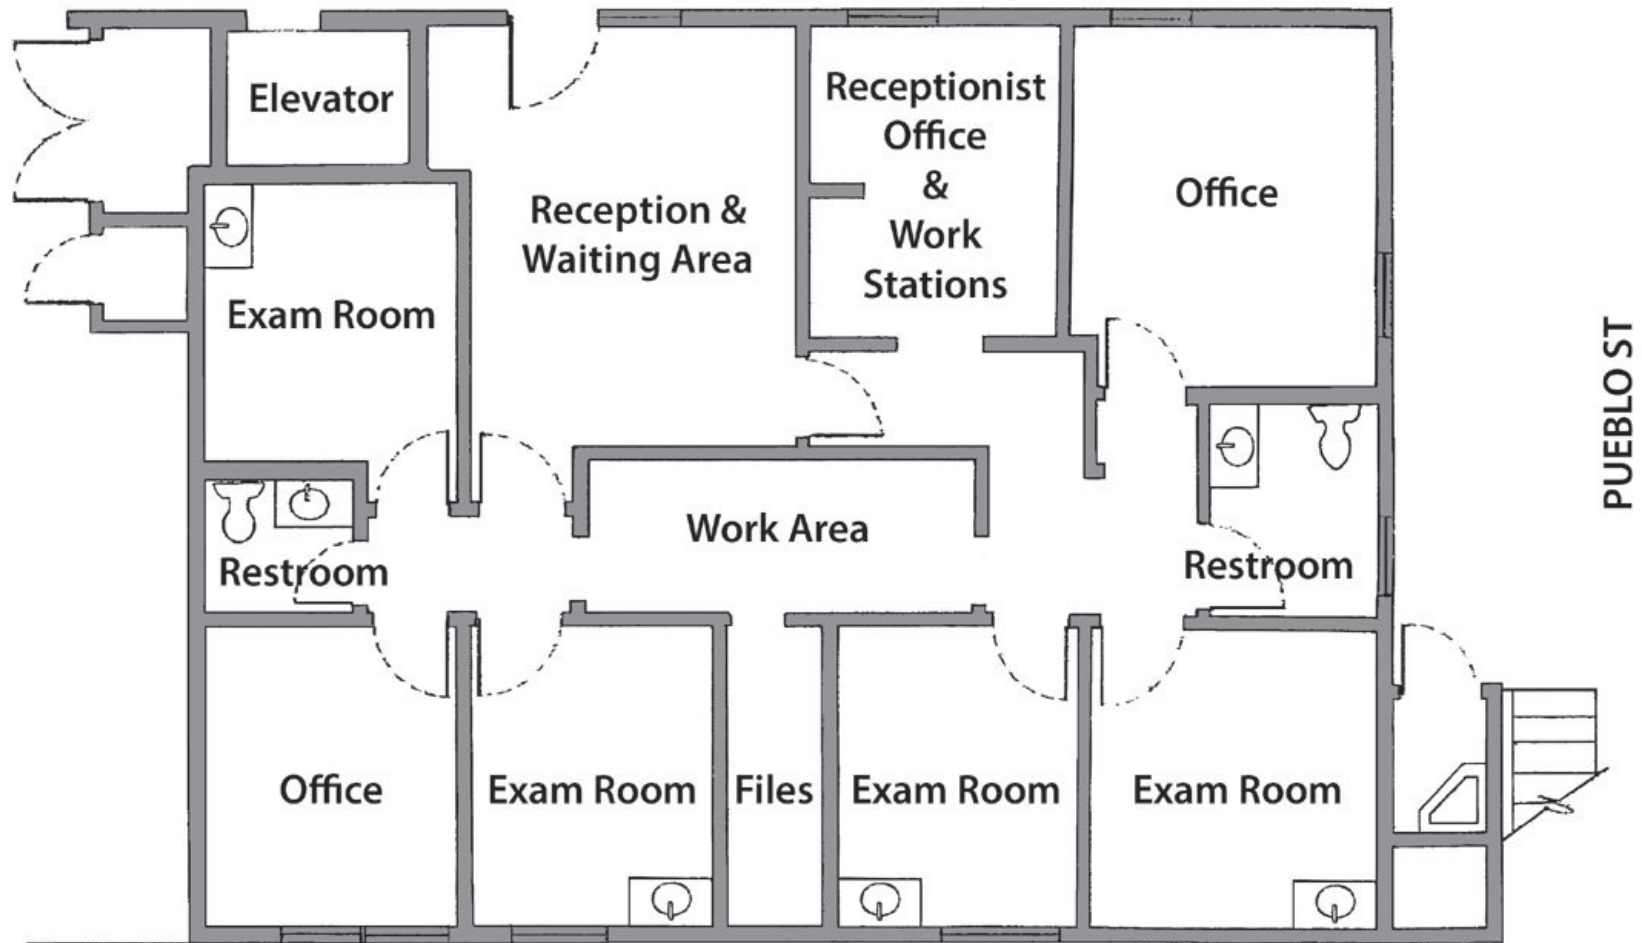 Elevator
Receptionist
Office
&
Work
Stations
Office
Reception &
Waiting Area
Exam Room
PUEBLO ST
Work Area
Restroom
Restroom
Office
Exam Room
Files
Exam Room
Exam Room